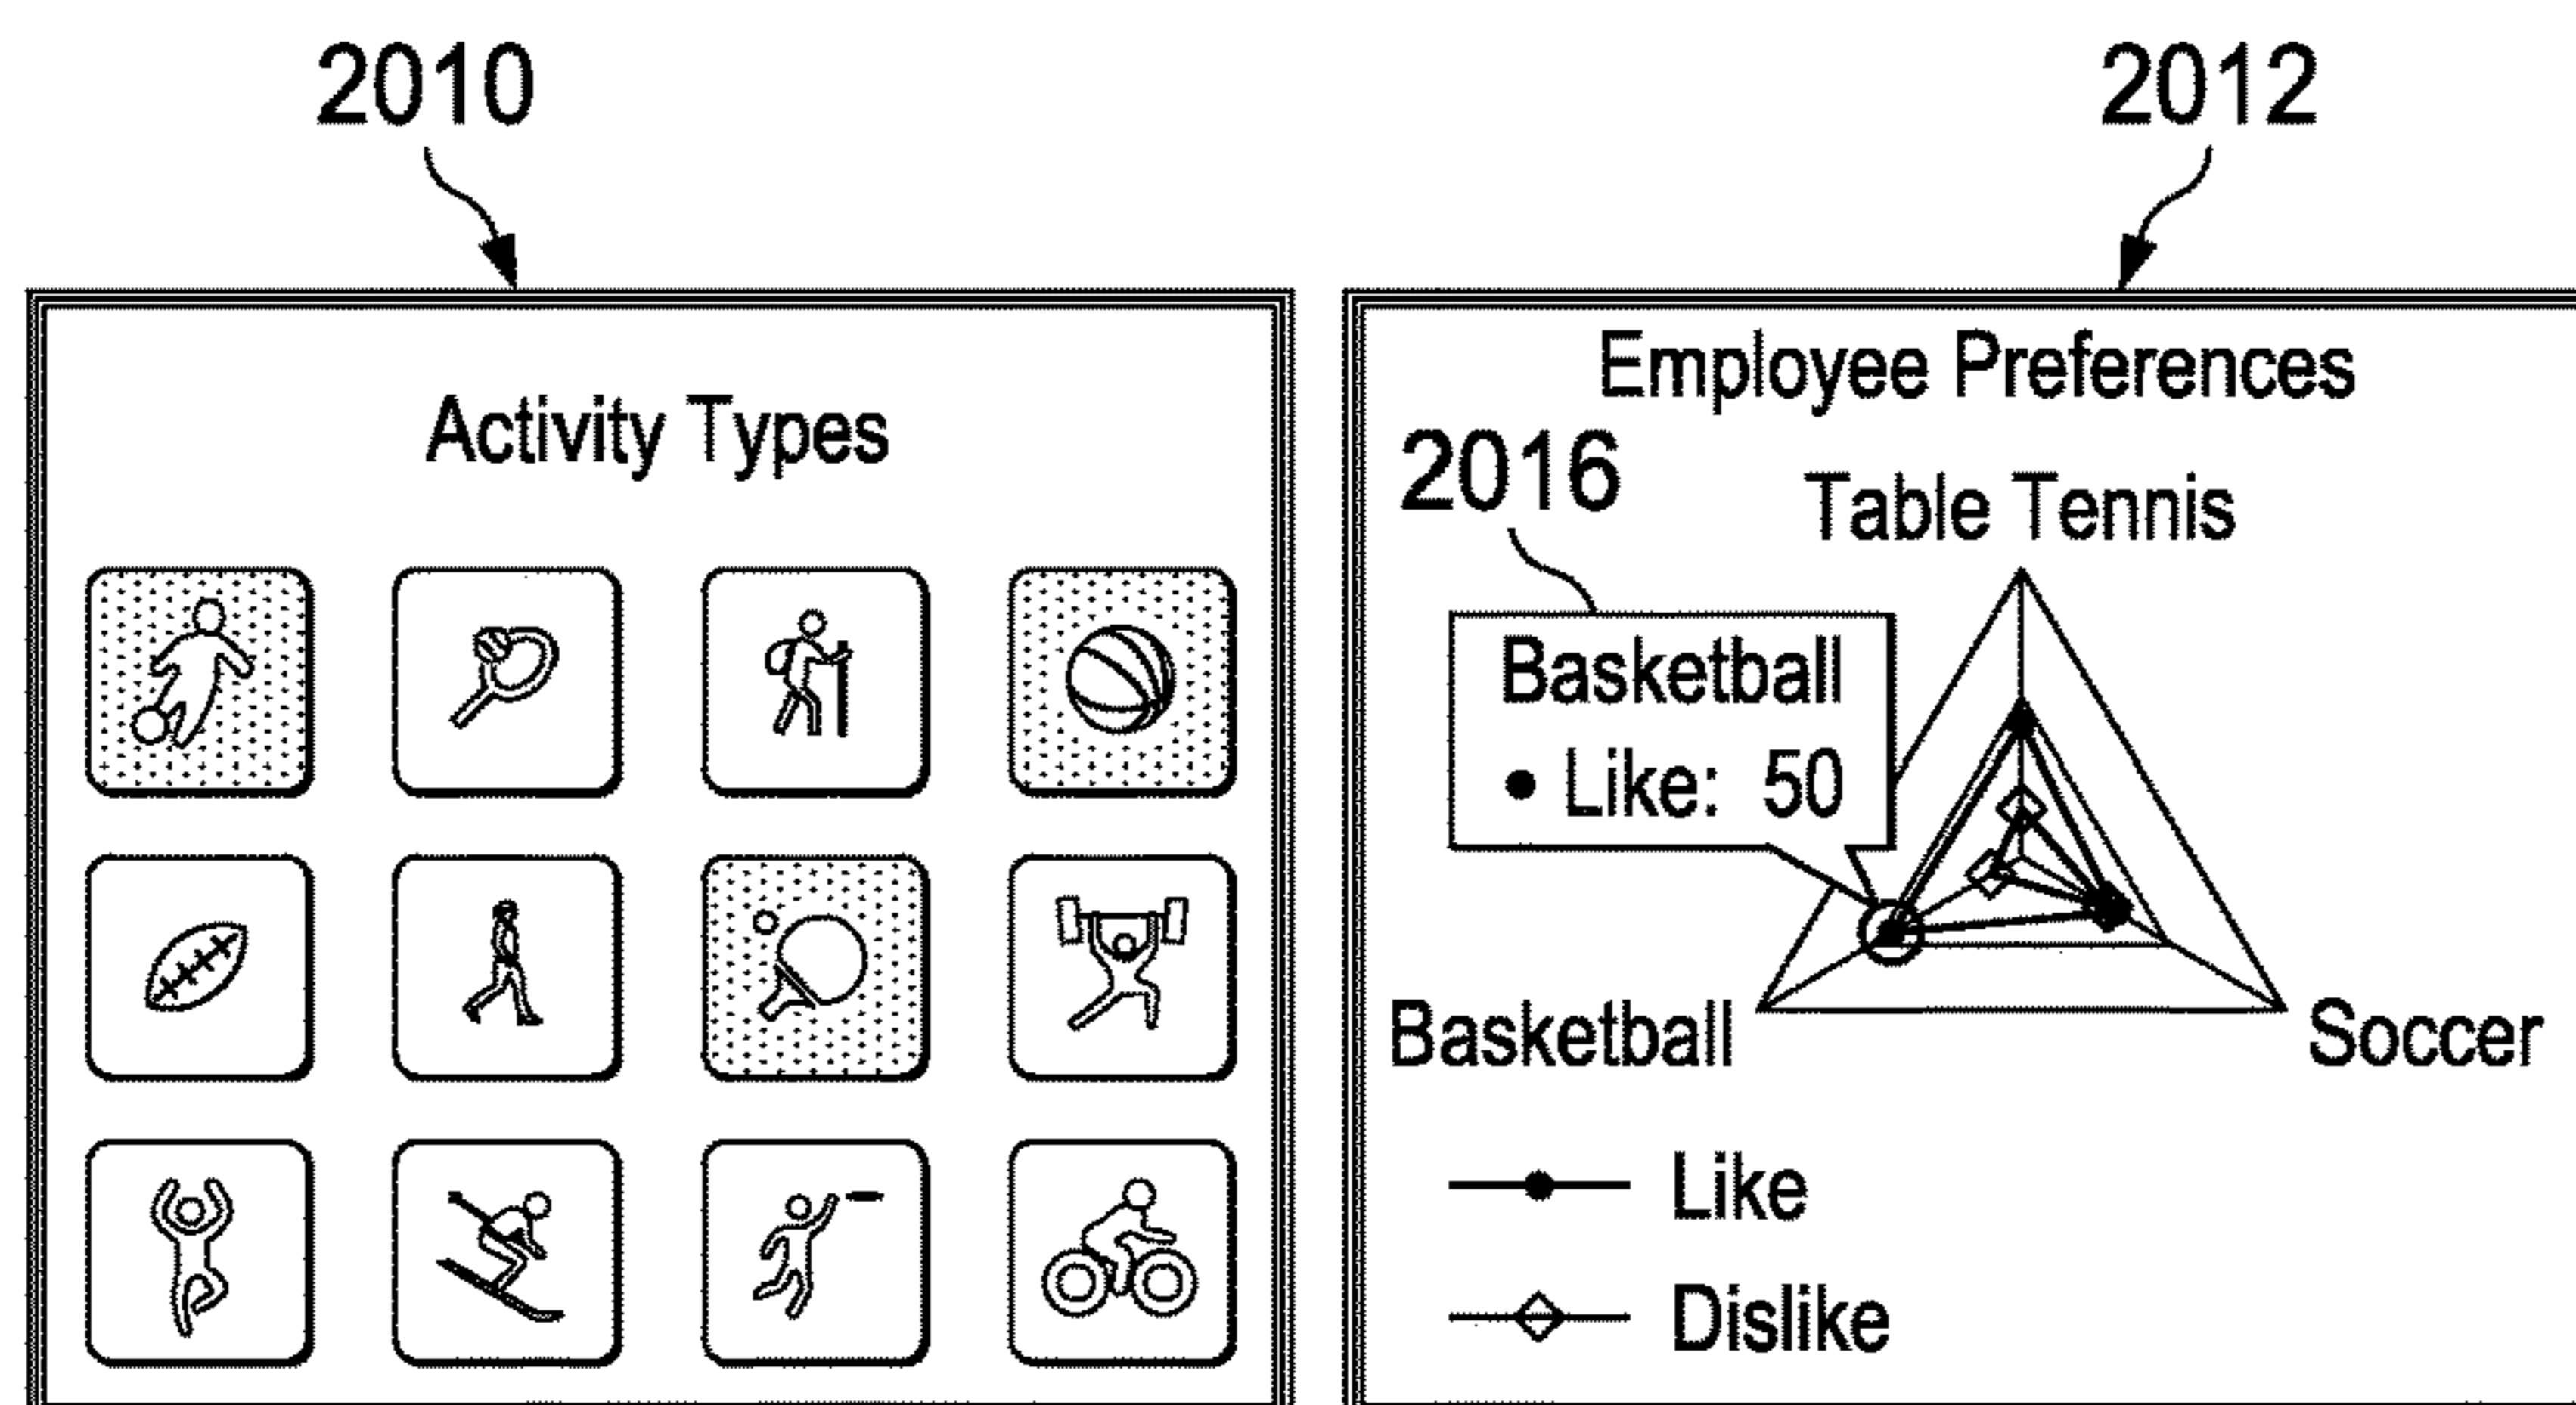 2010
2012
Activity Types
Employee Preferences
2016
Table Tennis
Basketball
• Like: 50
Basketball
Soccer
Like
Dislike